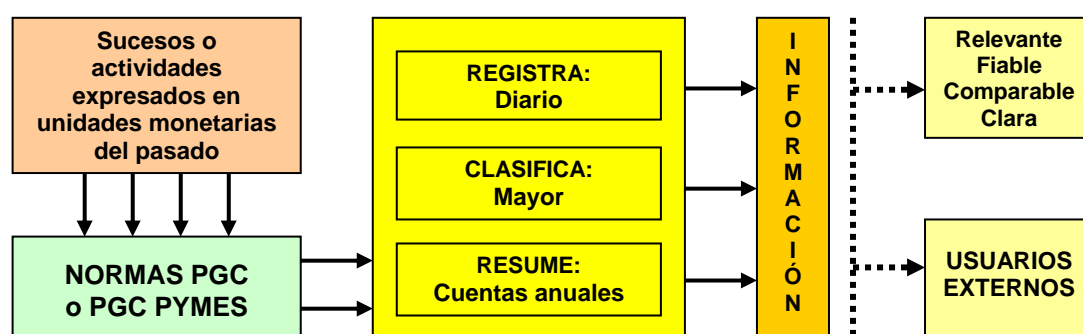 Sucesos o
actividades
expresados en
unidades monetarias
del pasado
NORMAS PGC
o PGC PYMES
REGISTRA:
Diario
CLASIFICA:
Mayor
RESUME:
Cuentas anuales
INFORMACIÓN
Relevante
Fiable
Comparable
Clara
USUARIOS
EXTERNOS